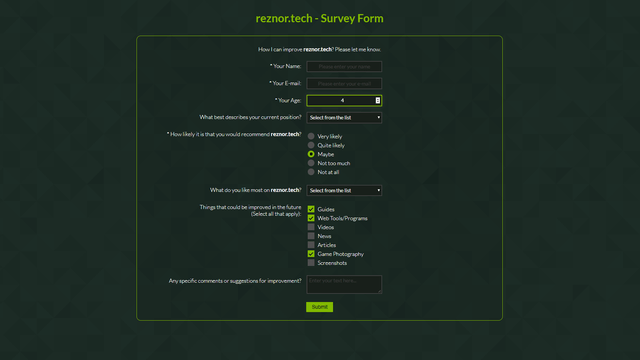 reznor.tech - Survey Form
How I can improve reznor.tech? Please let me know.
* Your Name:
Please enter your name
* Your E-mail:
Please enter your e-mail
* Your Age:
4
What best describes your current position?
Select from the list
* How likely it is that you would recommend reznor.tech?
Very likely
Quite likely
Maybe
Not too much
Not at all
What do you like most on reznor.tech?
Select from the list
Things that could be improved in the future
(Select all that apply):
Guides
Web Tools/Programs
Videos
News
Articles
Game Photography
Screenshots
Any specific comments or suggestions for improvement?
Enter your text here...
Submit